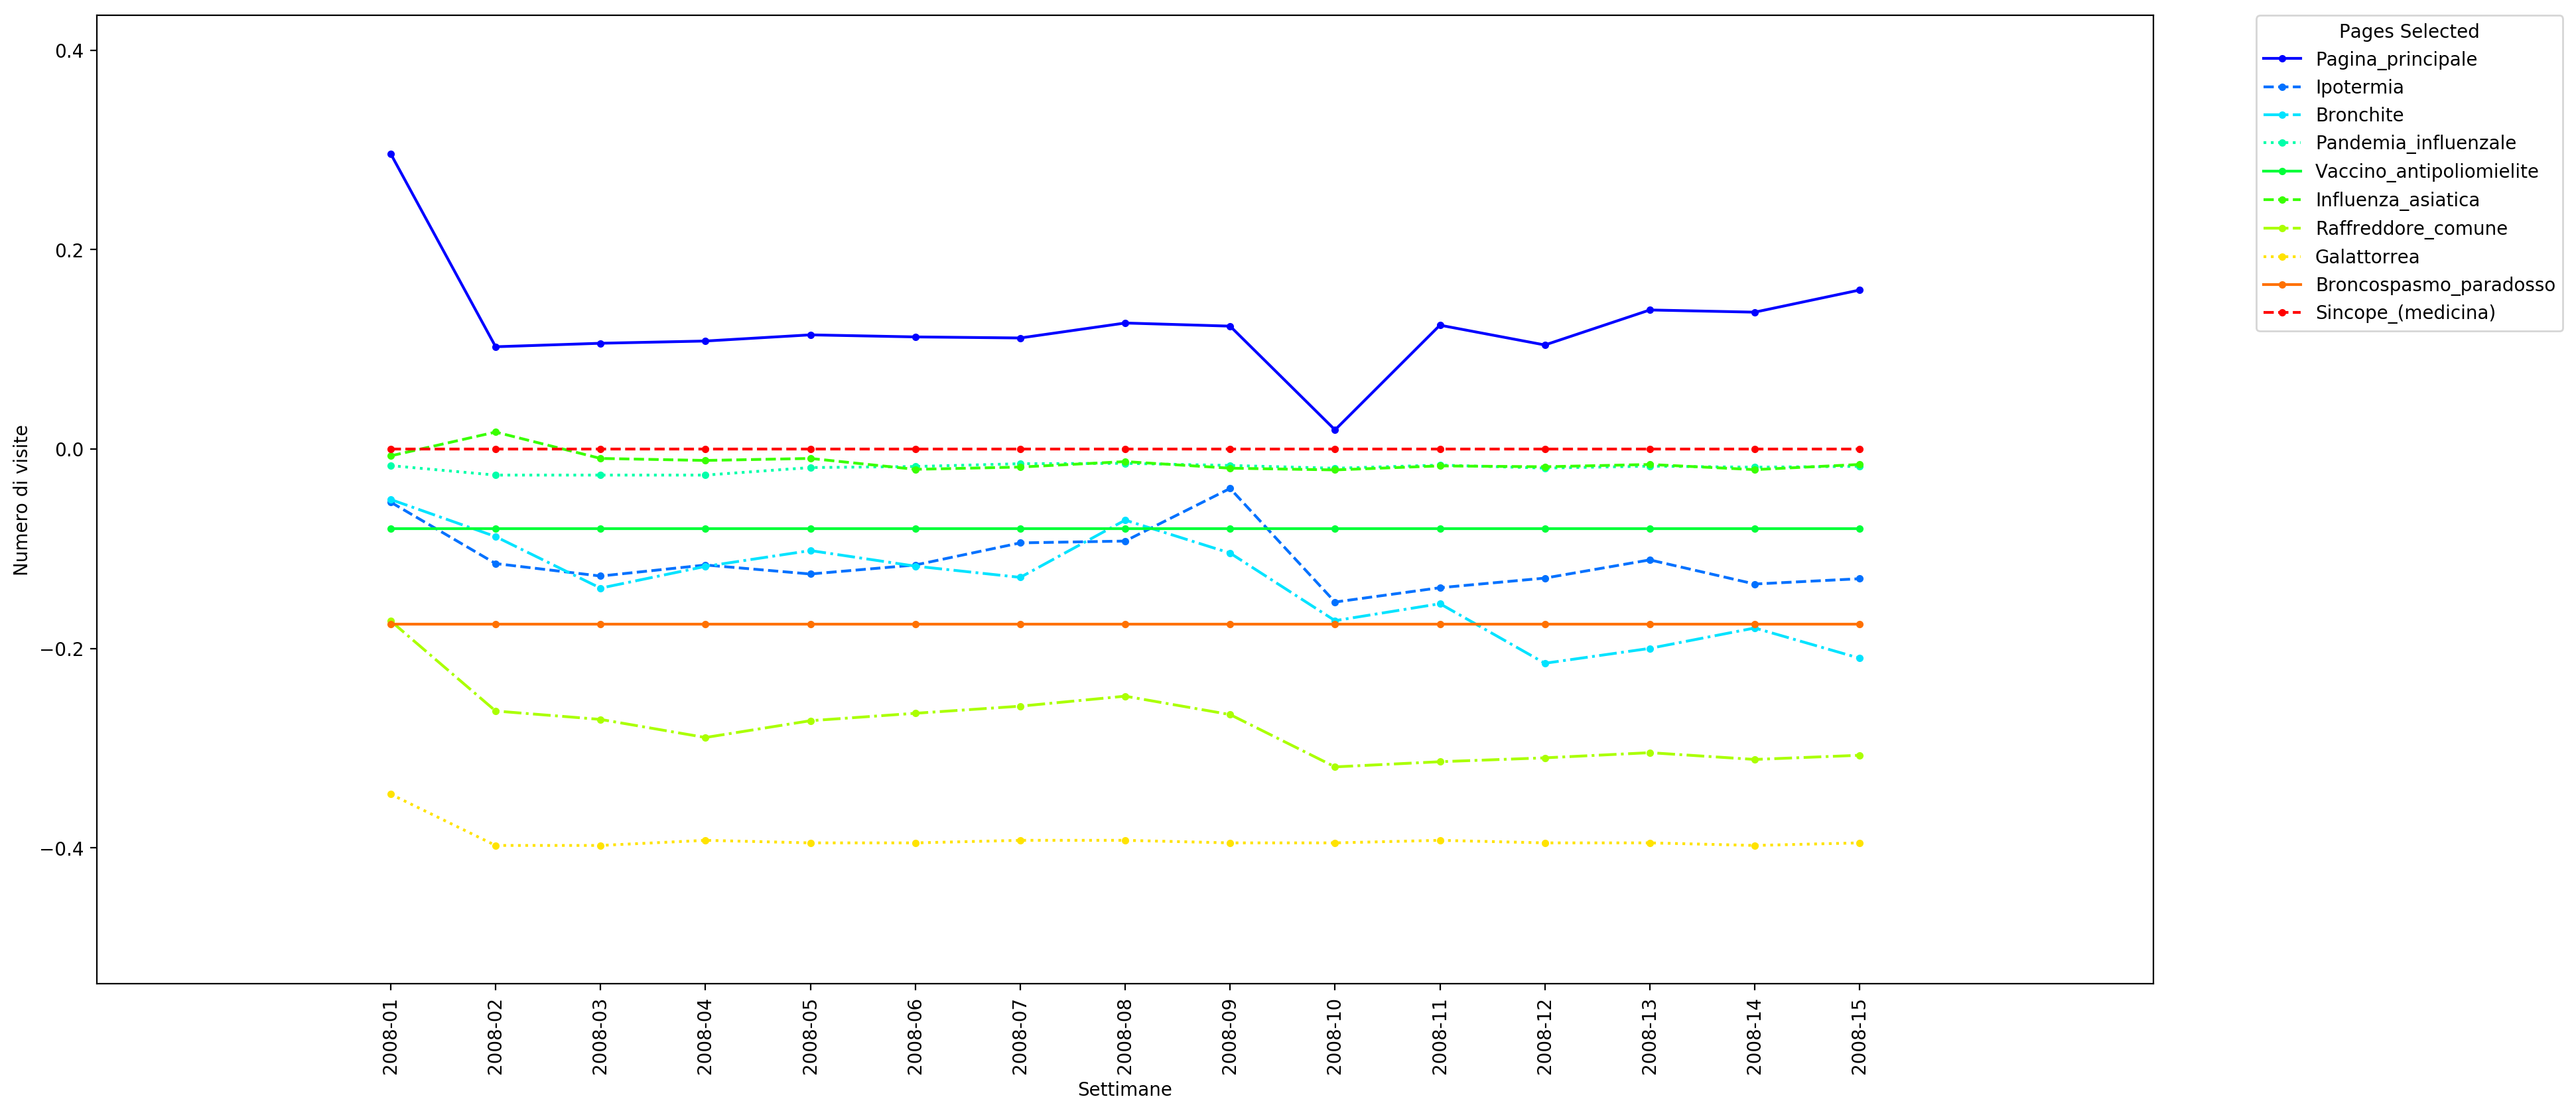 0.4
0.2
0.0
−0.2
−0.4
Numero di visite
2008-01
2008-02
2008-03
2008-04
2008-05
2008-06
2008-07
2008-08
2008-09
2008-10
2008-11
2008-12
2008-13
2008-14
2008-15
Settimane
Pages Selected
Pagina_principale
Ipotermia
Bronchite
Pandemia_influenzale
Vaccino_antipoliomielite
Influenza_asiatica
Raffreddore_comune
Galattorrea
Broncospasmo_paradosso
Sincope_(medicina)